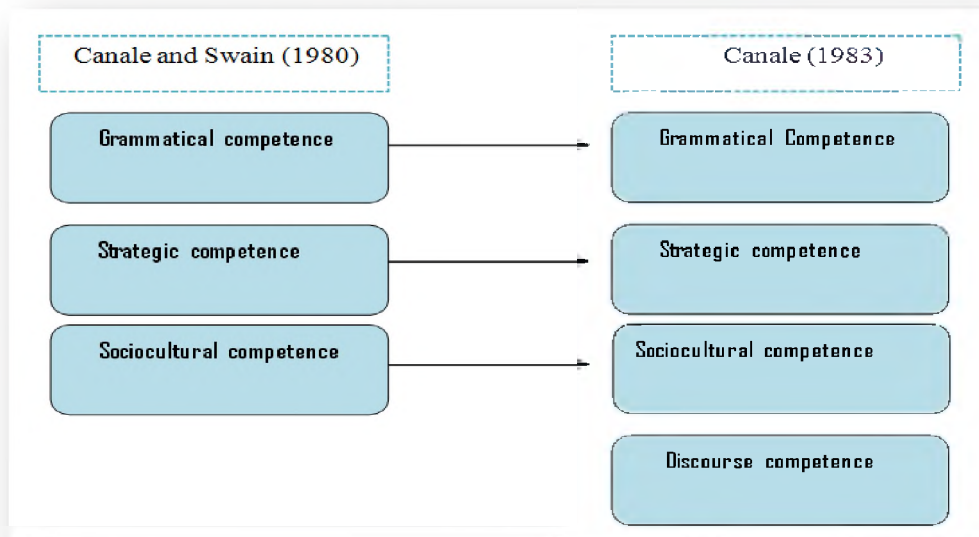 Canale and Swain (1980)
Canale (1983)
Grammatical competence
Grammatical Competence
Strategic competence
Strategic competence
Sociocultural competence
Sociocultural competence
Discourse competence